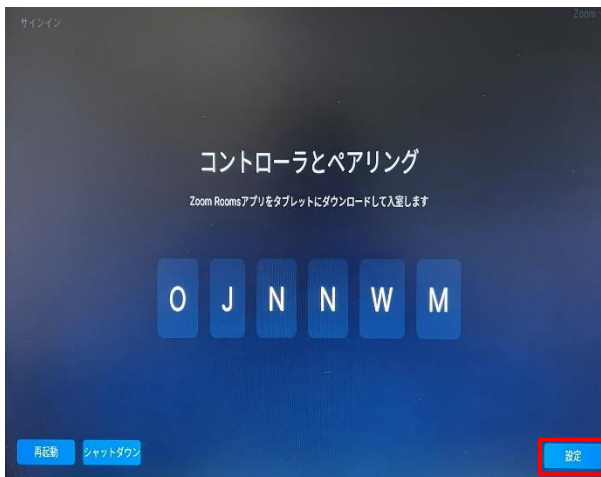 サインイン
Zoom
コントローラとペアリング
Zoom Roomsアプリをタブレットにダウンロードして入室します
O J N N W M
再起動 シャットダウン 設定